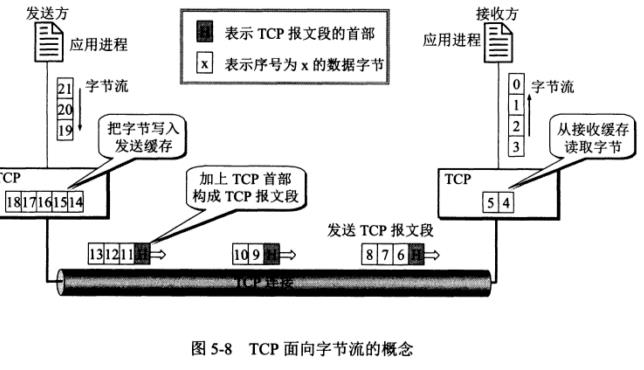 发送方
接收方
应用进程
H 表示 TCP 报文段的首部
x 表示序号为 x 的数据字节
应用进程
21
20
19
字节流
把字节写入
发送缓存
0
1
2
3
字节流
从接收缓存
读取字节
TCP
18 17 16 15 14
加上 TCP 首部
构成 TCP 报文段
TCP
5 4
发送 TCP 报文段
13 12 11 H
10 9 H
8 7 6 H
TCP 连接
图 5-8 TCP 面向字节流的概念